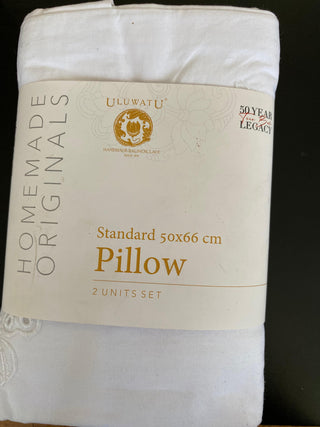 ULUWATU
HANDMADE BALINESE LACE
50 YEAR
LEGACY
HOMEMADE
ORIGINALS
Standard 50x66 cm
Pillow
2 UNITS SET